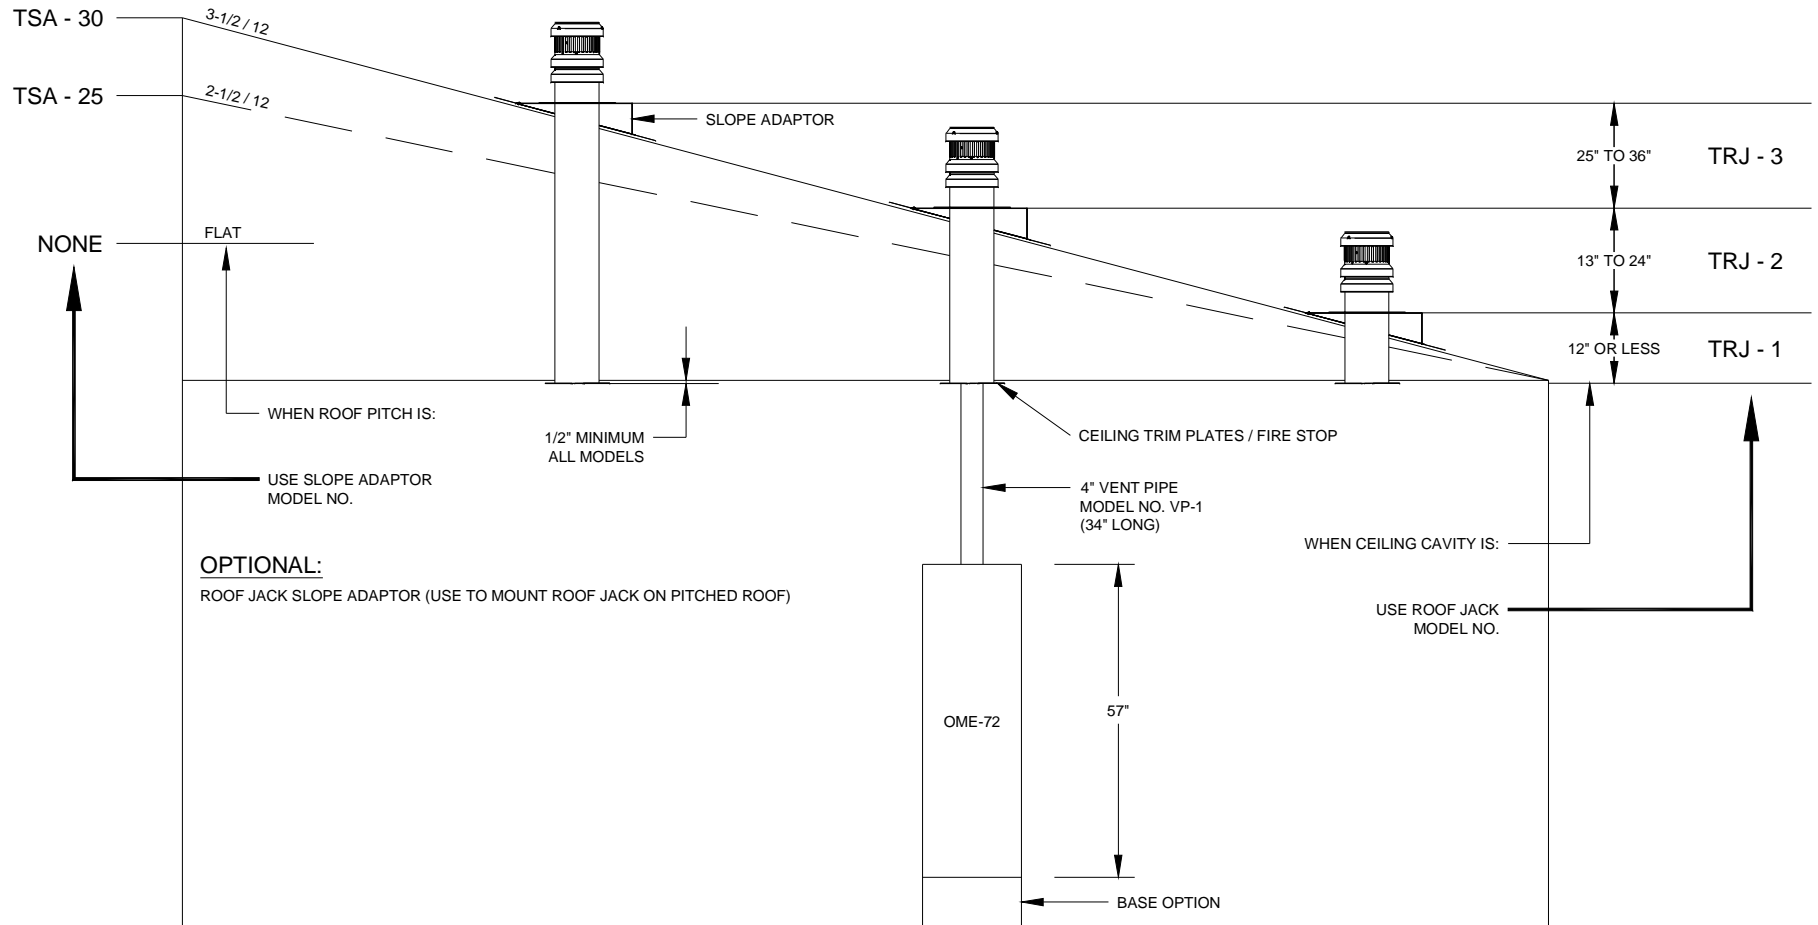 TSA - 30
3-1/2 / 12
TSA - 25
2-1/2 / 12
SLOPE ADAPTOR
25" TO 36"
TRJ - 3
NONE
FLAT
13" TO 24"
TRJ - 2
12" OR LESS
TRJ - 1
WHEN ROOF PITCH IS:
1/2" MINIMUM
ALL MODELS
CEILING TRIM PLATES / FIRE STOP
USE SLOPE ADAPTOR
MODEL NO.
4" VENT PIPE
MODEL NO. VP-1
(34" LONG)
WHEN CEILING CAVITY IS:
OPTIONAL:
ROOF JACK SLOPE ADAPTOR (USE TO MOUNT ROOF JACK ON PITCHED ROOF)
USE ROOF JACK
MODEL NO.
57"
OME-72
BASE OPTION